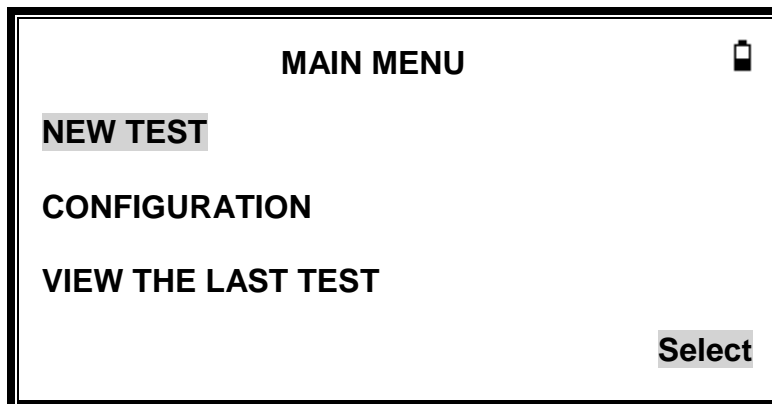 MAIN MENU
NEW TEST
CONFIGURATION
VIEW THE LAST TEST
Select